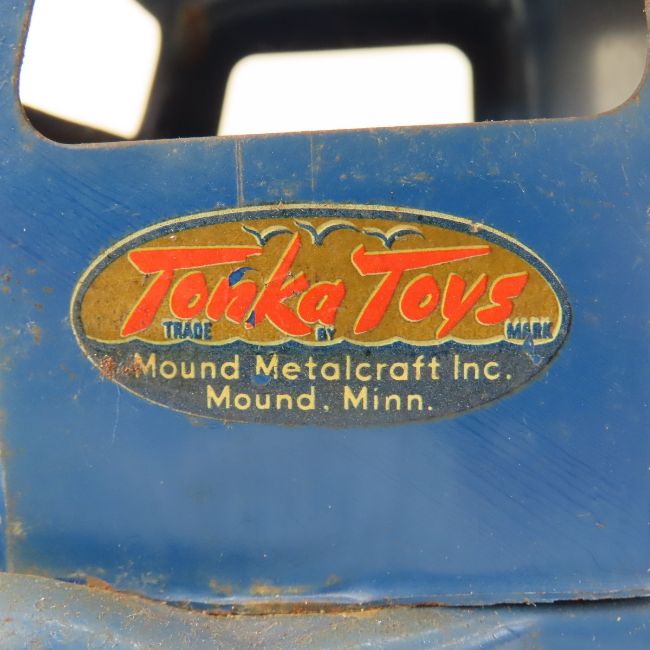 Tonka Toys
TRADE BY MARK
Mound Metalcraft Inc.
Mound, Minn.